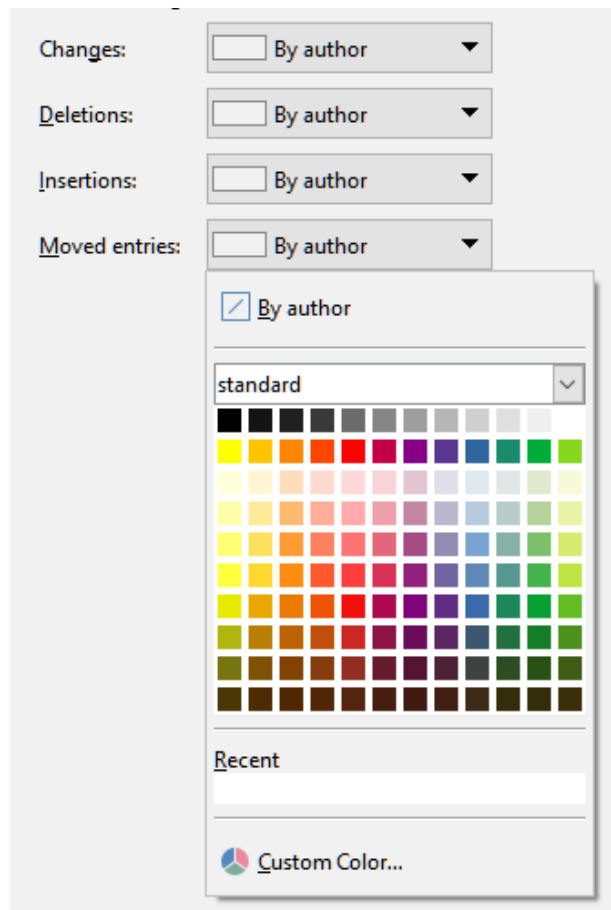 Changes: By author
Deletions: By author
Insertions: By author
Moved entries: By author
By author
standard
Recent
Custom Color...